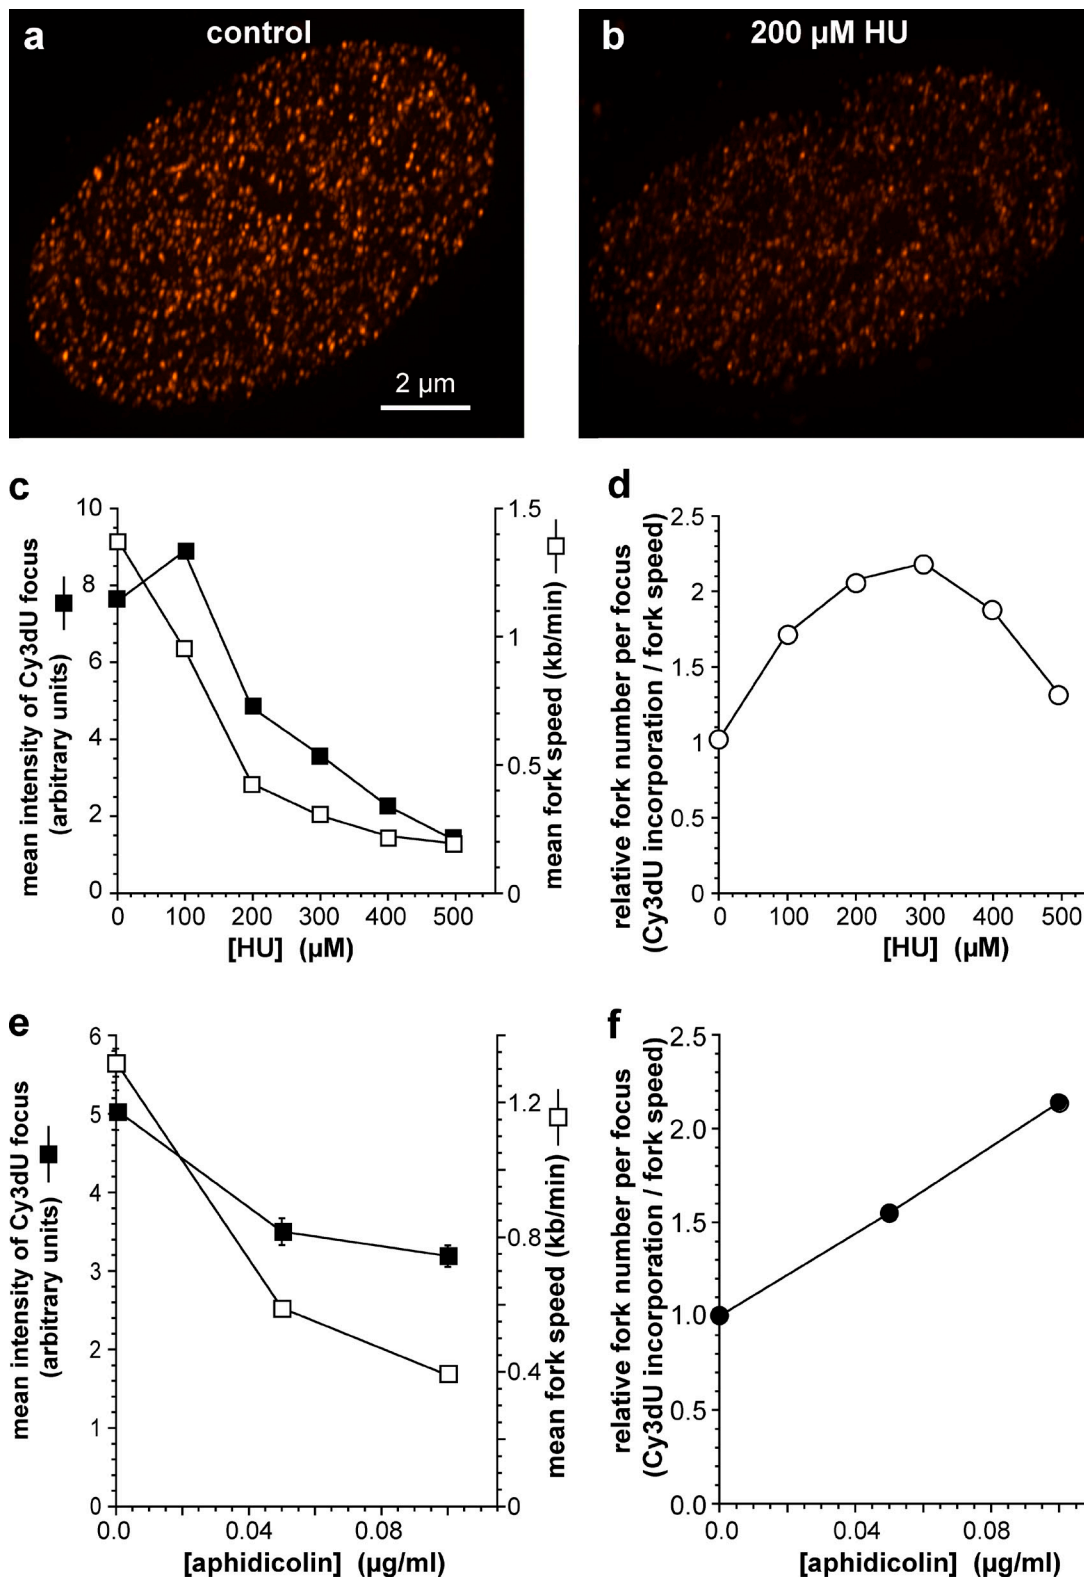 a
control
2 µm
b
200 µM HU
c
mean intensity of Cy3dU focus
(arbitrary units)
10
8
6
4
2
0
1.5
1
0.5
0
mean fork speed (kb/min)
0 100 200 300 400 500
[HU] (µM)
d
relative fork number per focus
(Cy3dU incorporation / fork speed)
2.5
2
1.5
1
0.5
0
0 100 200 300 400 500
[HU] (µM)
e
mean intensity of Cy3dU focus
(arbitrary units)
6
5
4
3
2
1
0
1.2
0.8
0.4
0
mean fork speed (kb/min)
0.0 0.04 0.08
[aphidicolin] (µg/ml)
f
relative fork number per focus
(Cy3dU incorporation / fork speed)
2.5
2.0
1.5
1.0
0.5
0.0
0.0 0.04 0.08
[aphidicolin] (µg/ml)